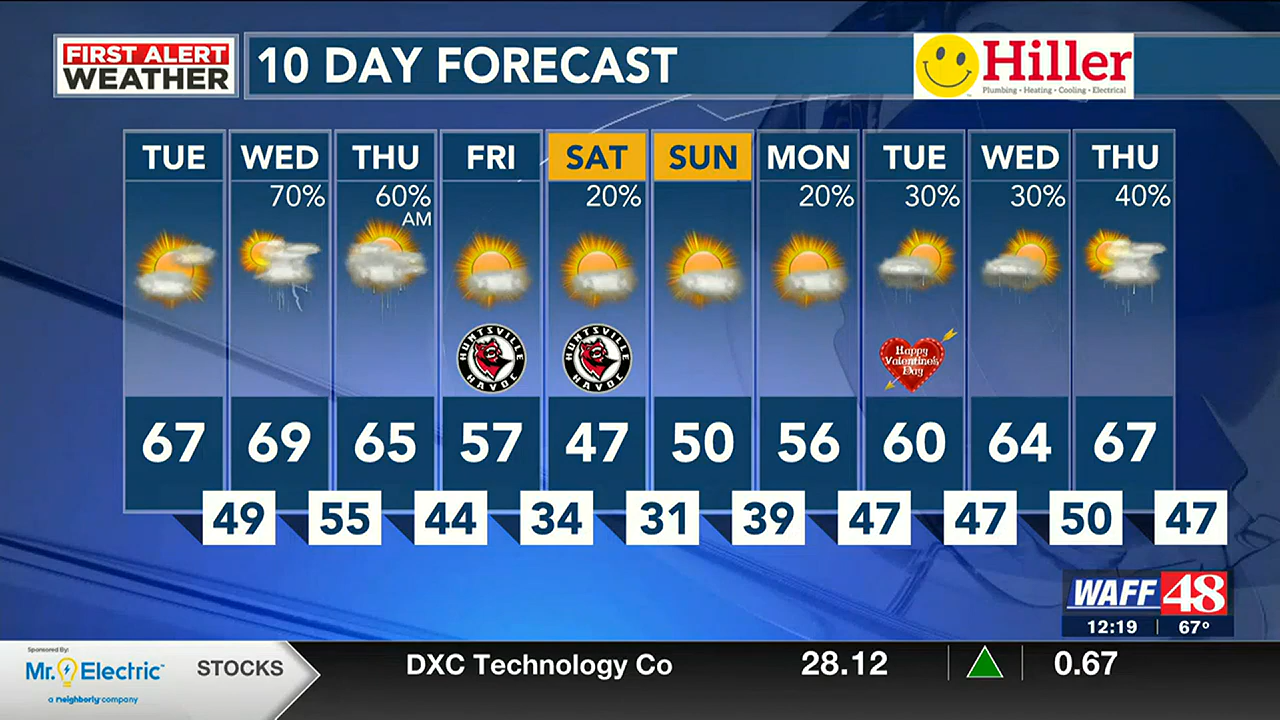 FIRST ALERT
WEATHER
10 DAY FORECAST
Hiller
Plumbing • Heating • Cooling • Electrical
TUE WED THU FRI SAT SUN MON TUE WED THU
70% 60% 20% 20% 30% 30% 40%
AM
HUNTSVILLE
HAVOC
HUNTSVILLE
HAVOC
Happy
Valentine's
Day
67 69 65 57 47 50 56 60 64 67
49 55 44 34 31 39 47 47 50 47
WAFF 48
12:19 | 67°
Sponsored By:
Mr. Electric
a neighborly company
STOCKS
DXC Technology Co 28.12 0.67